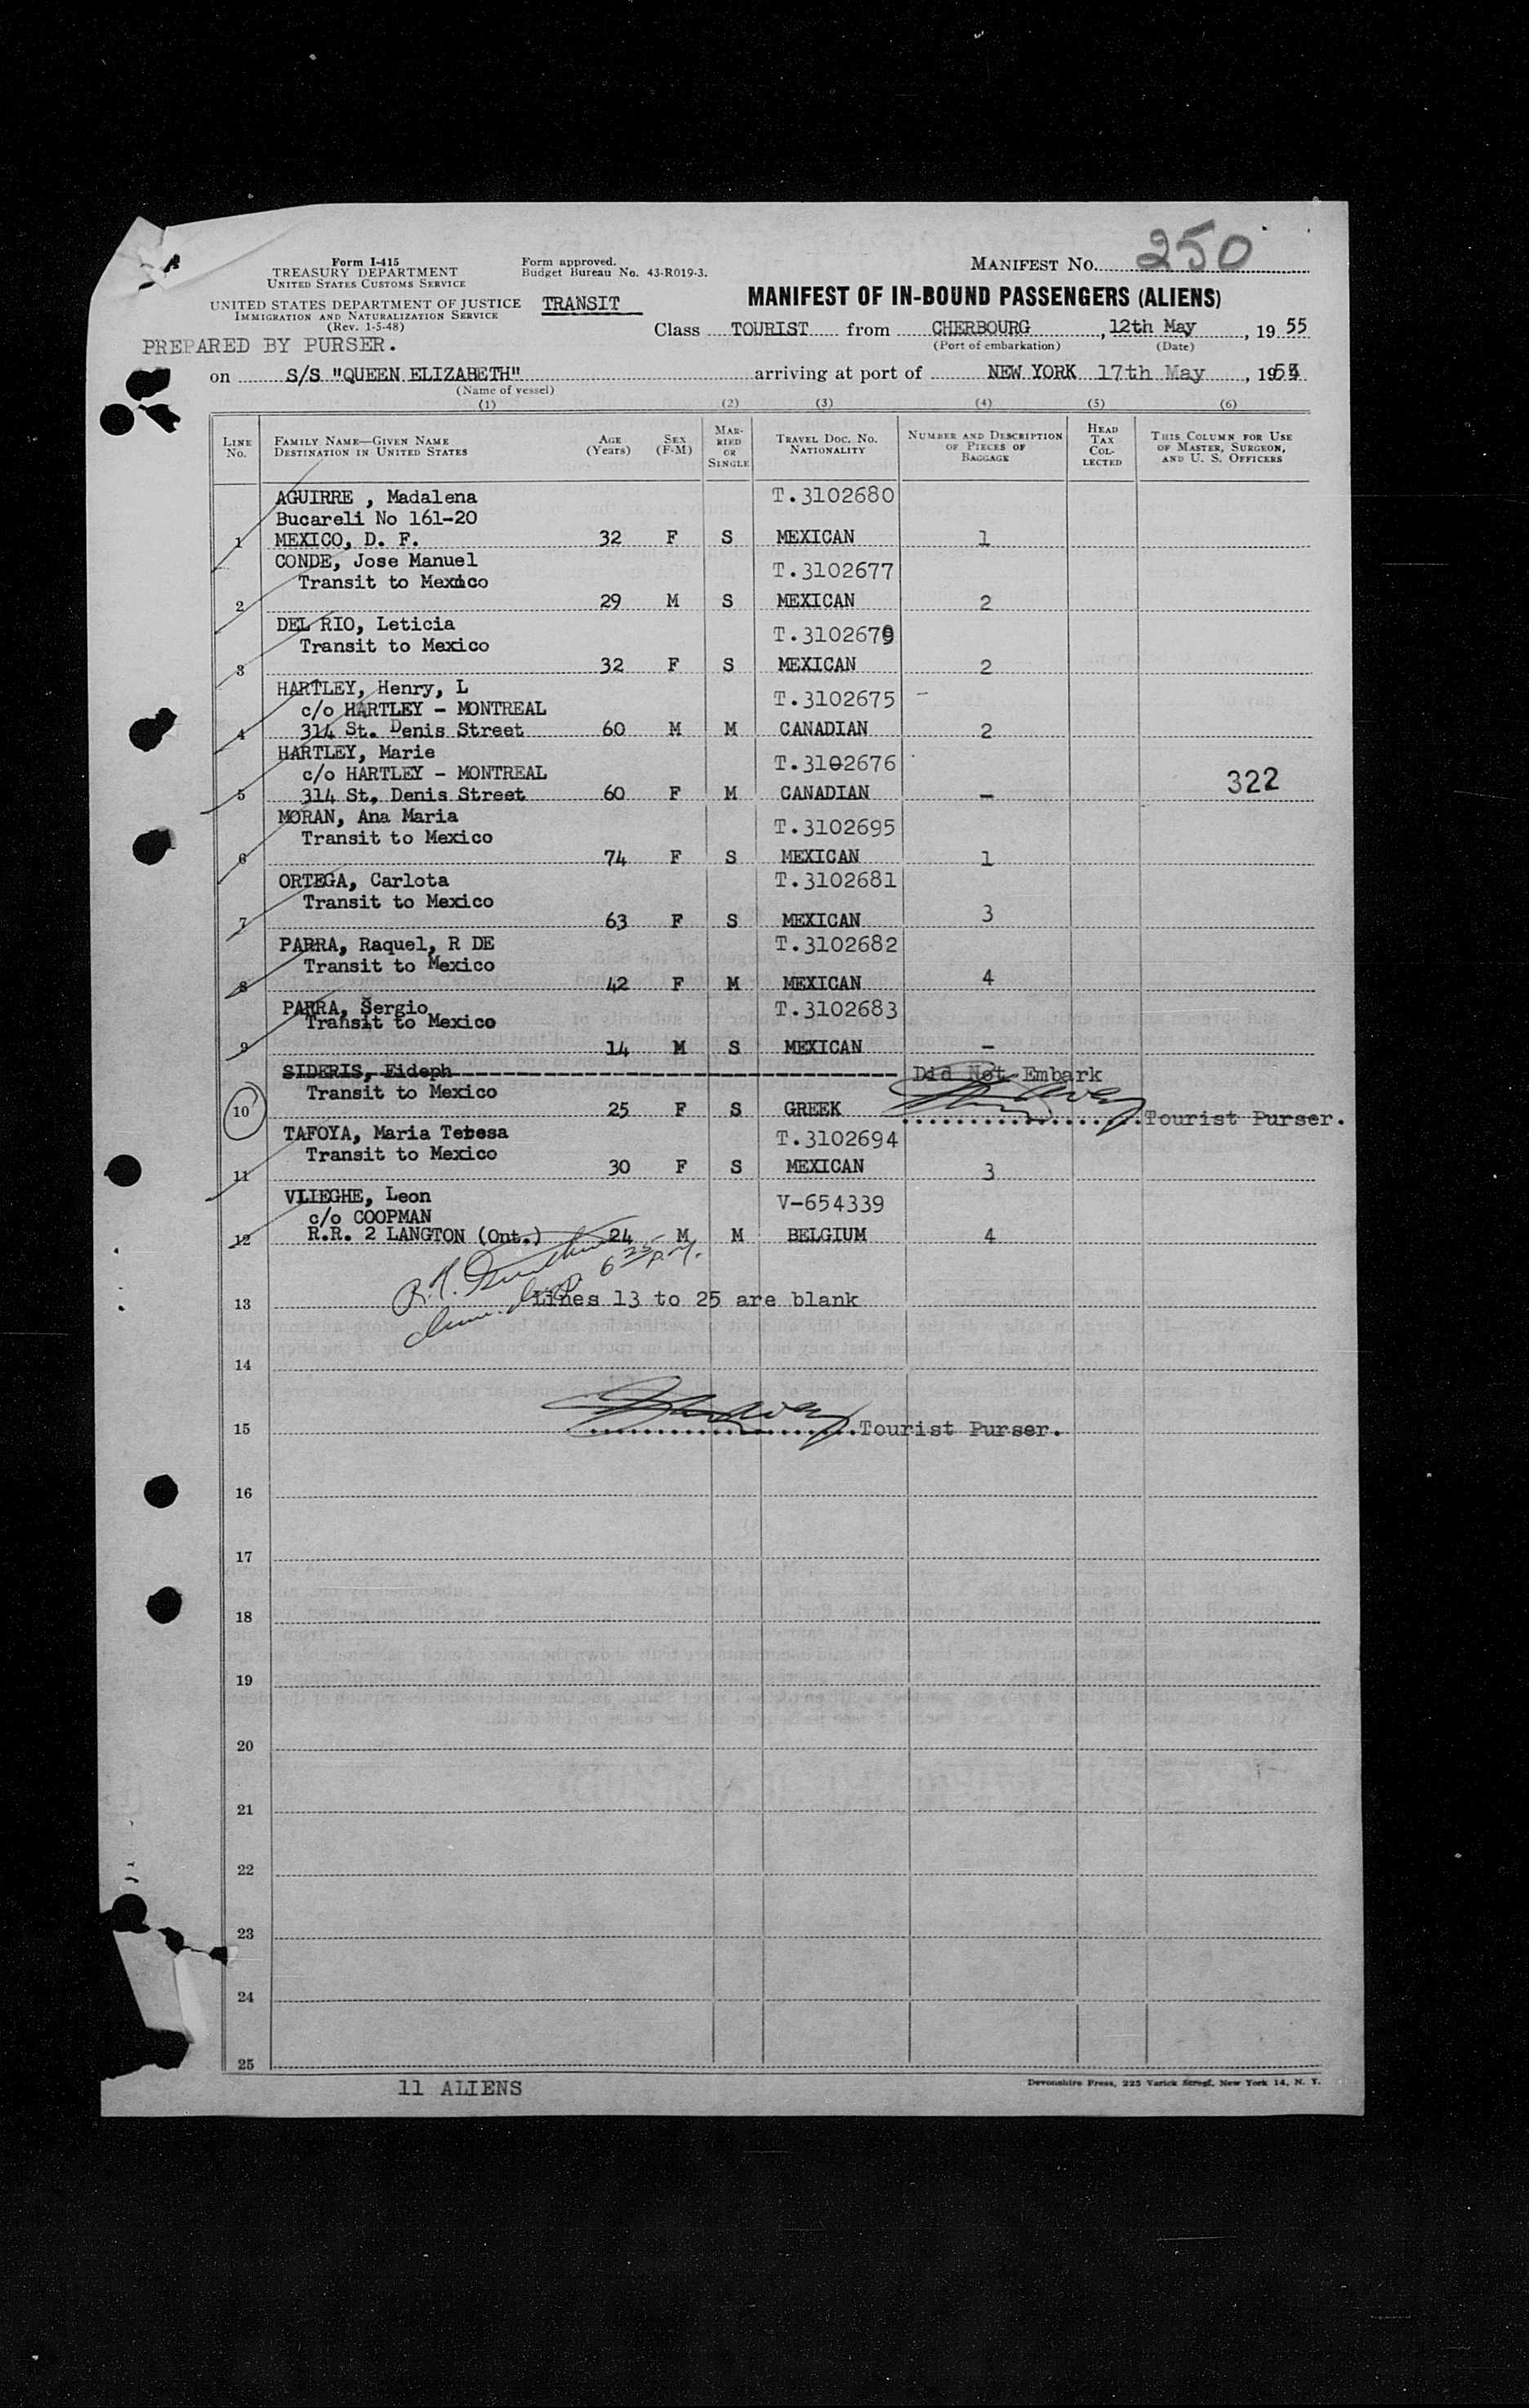 250
Form I-415
TREASURY DEPARTMENT
UNITED STATES CUSTOMS SERVICE
Form approved.
Budget Bureau No. 43-R019-3.
MANIFEST NO.
UNITED STATES DEPARTMENT OF JUSTICE
IMMIGRATION AND NATURALIZATION SERVICE
(Rev. 1-5-48)
TRANSIT
MANIFEST OF IN-BOUND PASSENGERS (ALIENS)
PREPARED BY PURSER.
Class TOURIST from CHERBOURG, 12th May, 19 55
(Port of embarkation) (Date)
on S/S "QUEEN ELIZABETH" arriving at port of NEW YORK 17th May, 1955
(Name of vessel)
(1) (2) (3) (4) (5) (6)
LINE NO.
FAMILY NAME—GIVEN NAME
DESTINATION IN UNITED STATES
AGE (Years)
SEX (F-M)
MARRIED OR SINGLE
TRAVEL DOC. NO.
NATIONALITY
NUMBER AND DESCRIPTION OF PIECES OF BAGGAGE
HEAD TAX COLLECTED
THIS COLUMN FOR USE OF MASTER, SURGEON, AND U. S. OFFICERS
AGUIRRE , Madalena T.3102680
Bucareli No 161-20
1 MEXICO, D. F. 32 F S MEXICAN 1
CONDE, Jose Manuel T.3102677
Transit to Mexico
2 29 M S MEXICAN 2
DEL RIO, Leticia T.3102679
Transit to Mexico
3 32 F S MEXICAN 2
HARTLEY, Henry, L T.3102675
c/o HARTLEY - MONTREAL
4 314 St. Denis Street 60 M M CANADIAN 2
HARTLEY, Marie T.3102676
c/o HARTLEY - MONTREAL
5 314 St, Denis Street 60 F M CANADIAN - 322
MORAN, Ana Maria T.3102695
Transit to Mexico
6 74 F S MEXICAN 1
ORTEGA, Carlota T.3102681
Transit to Mexico
7 63 F S MEXICAN 3
PARRA, Raquel, R DE T.3102682
Transit to Mexico
8 42 F M MEXICAN 4
PARRA, Sergio T.3102683
Transit to Mexico
9 14 M S MEXICAN -
SIDERIS, Eideph Did Not Embark
Transit to Mexico
10 25 F S GREEK Tourist Purser.
TAFOYA, Maria Teresa T.3102694
Transit to Mexico
11 30 F S MEXICAN 3
VLIEGHE, Leon V-654339
c/o COOPMAN
12 R.R. 2 LANGTON (Ont.) 24 M M BELGIUM 4
13 Lines 13 to 25 are blank
14
15 Tourist Purser.
16
17
18
19
20
21
22
23
24
25
11 ALIENS
Devonshire Press, 225 Varick Street, New York 14, N. Y.